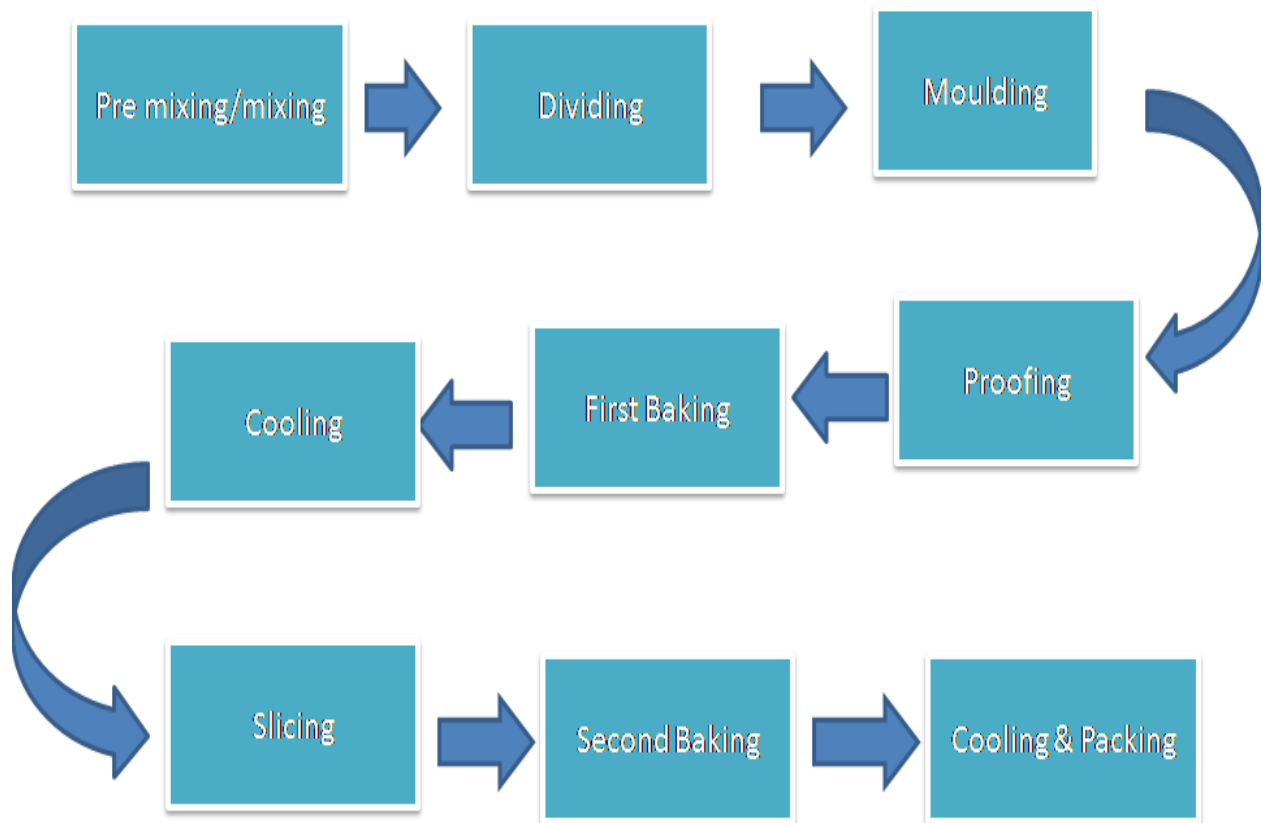 Pre mixing/mixing
Dividing
Moulding
Proofing
First Baking
Cooling
Slicing
Second Baking
Cooling & Packing